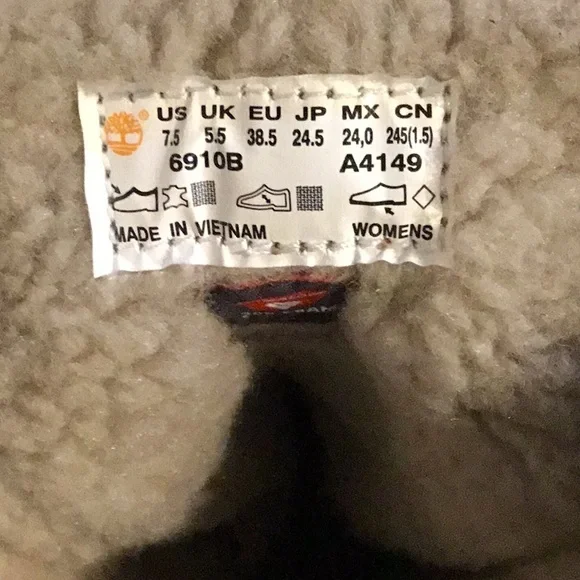 ® US UK EU JP MX CN
7.5 5.5 38.5 24.5 24,0 245(1.5)
6910B A4149
MADE IN VIETNAM WOMENS